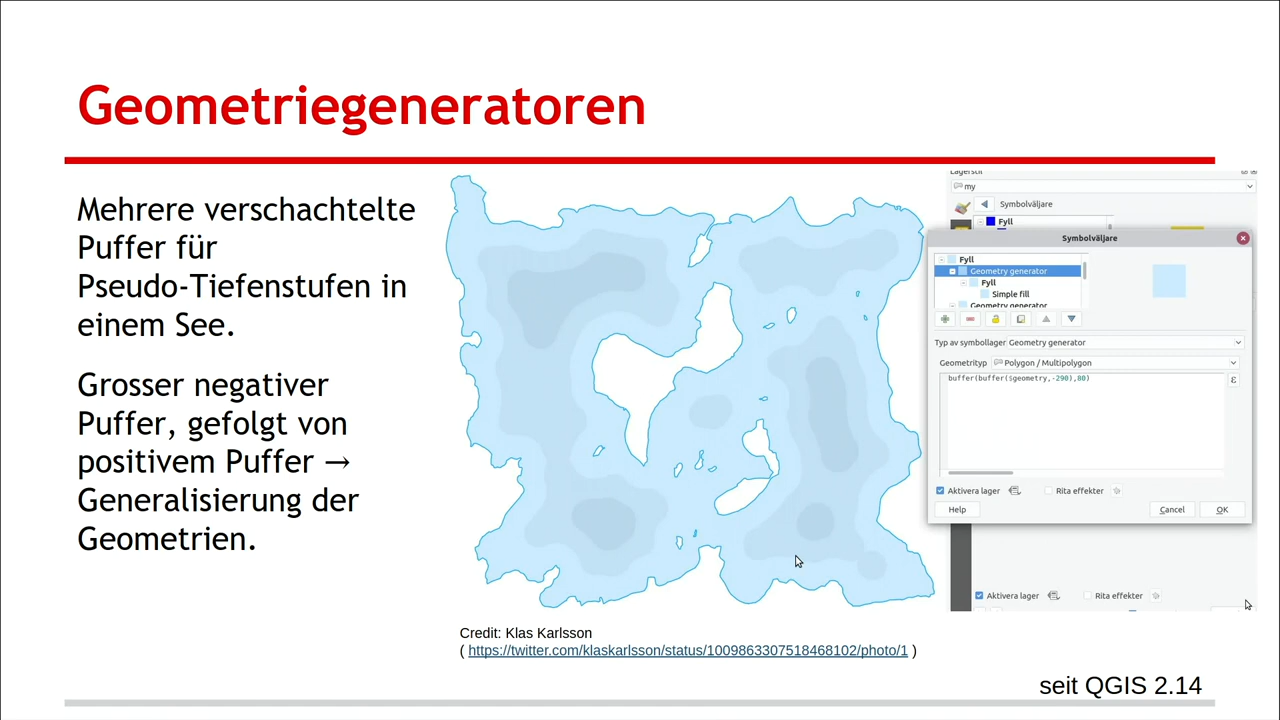 Geometriegeneratoren
Mehrere verschachtelte
Puffer für
Pseudo-Tiefenstufen in
einem See.
Grosser negativer
Puffer, gefolgt von
positivem Puffer →
Generalisierung der
Geometrien.
Lagerstil
my
Symbolväljare
Fyll
Symbolväljare
Fyll
Geometry generator
Fyll
Simple fill
Geometry generator
Typ av symbollager Geometry generator
Geometrityp Polygon / Multipolygon
buffer(buffer($geometry,-290),80)
ε
Aktivera lager
Rita effekter
Help
Cancel
OK
Aktivera lager
Rita effekter
Credit: Klas Karlsson
( https://twitter.com/klaskarlsson/status/1009863307518468102/photo/1 )
seit QGIS 2.14